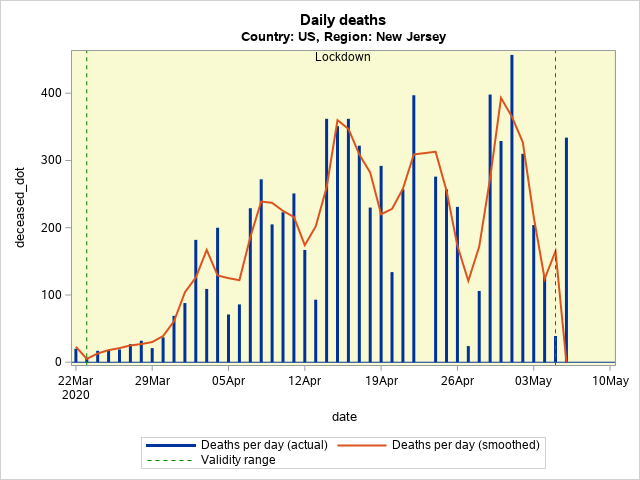 Daily deaths
Country: US, Region: New Jersey
Lockdown
deceased_dot
400
300
200
100
0
22Mar 29Mar 05Apr 12Apr 19Apr 26Apr 03May 10May
2020
date
Deaths per day (actual) Deaths per day (smoothed)
Validity range